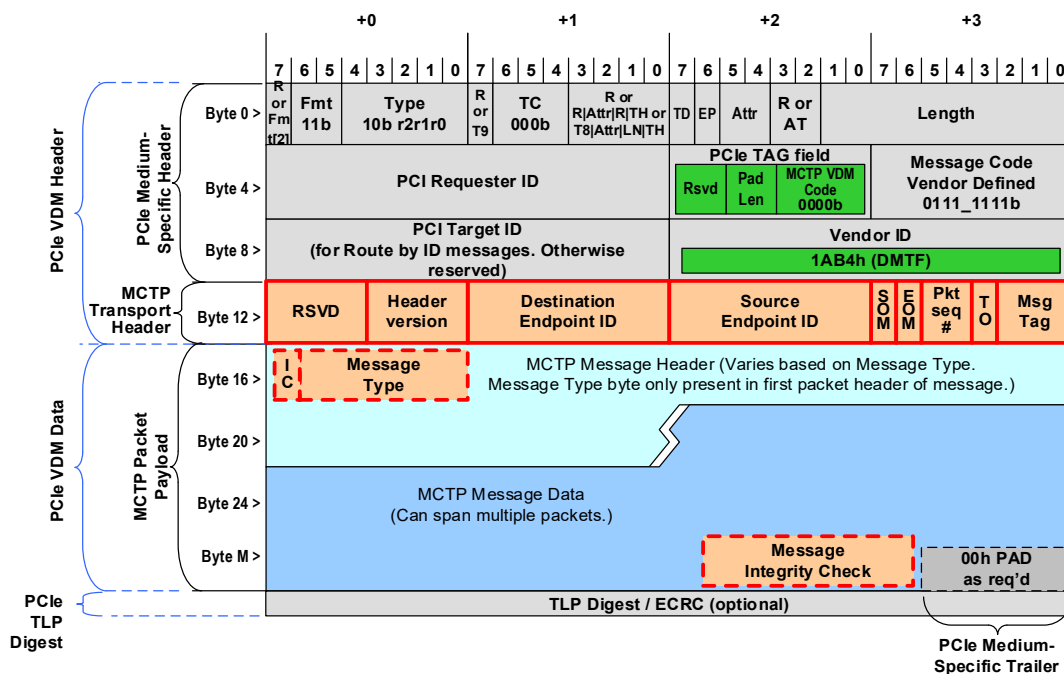 +0 +1 +2 +3
7 6 5 4 3 2 1 0 7 6 5 4 3 2 1 0 7 6 5 4 3 2 1 0 7 6 5 4 3 2 1 0
PCIe VDM Header
PCIe Medium-
Specific Header
Byte 0 >
R
or
Fm
t[2]
Fmt
11b
Type
10b r2r1r0
R
or
T9
TC
000b
R or
R|Attr|R|TH or
T8|Attr|LN|TH
TD
EP
Attr
R or
AT
Length
Byte 4 >
PCI Requester ID
PCIe TAG field
Rsvd
Pad
Len
MCTP VDM
Code
0000b
Message Code
Vendor Defined
0111_1111b
Byte 8 >
PCI Target ID
(for Route by ID messages. Otherwise
reserved)
Vendor ID
1AB4h (DMTF)
MCTP
Transport
Header
Byte 12 >
RSVD
Header
version
Destination
Endpoint ID
Source
Endpoint ID
S
O
M
E
O
M
Pkt
seq
#
T
O
Msg
Tag
PCIe VDM Data
MCTP Packet
Payload
Byte 16 >
I
C
Message
Type
MCTP Message Header (Varies based on Message Type.
Message Type byte only present in first packet header of message.)
Byte 20 >
Byte 24 >
MCTP Message Data
(Can span multiple packets.)
Byte M >
Message
Integrity Check
00h PAD
as req'd
PCIe
TLP
Digest
TLP Digest / ECRC (optional)
PCIe Medium-
Specific Trailer